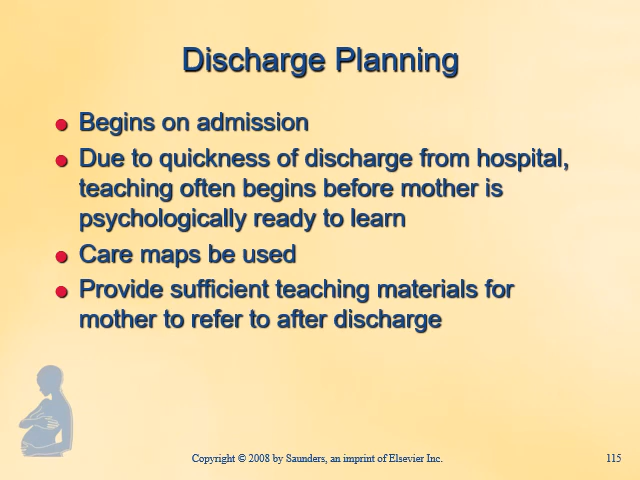 Discharge Planning
Begins on admission
Due to quickness of discharge from hospital,
teaching often begins before mother is
psychologically ready to learn
Care maps be used
Provide sufficient teaching materials for
mother to refer to after discharge
Copyright © 2008 by Saunders, an imprint of Elsevier Inc.
115